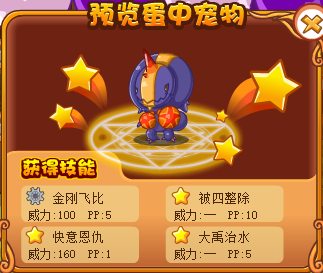 预览蛋中宠物
获得技能
金刚飞比
威力:100 PP:5
被四整除
威力:一 PP:10
快意恩仇
威力:160 PP:1
大禹治水
威力:一 PP:5